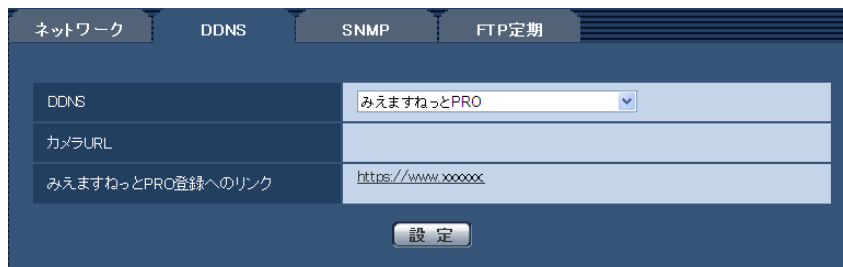 ネットワーク DDNS SNMP FTP定期
DDNS みえますねっとPRO
カメラURL
みえますねっとPRO登録へのリンク https://www.xxxxxx
設 定